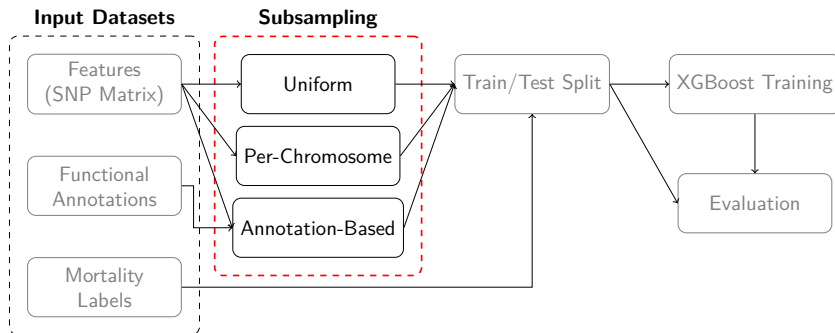 Input Datasets
Features
(SNP Matrix)
Functional
Annotations
Mortality
Labels
Subsampling
Uniform
Per-Chromosome
Annotation-Based
Train/Test Split
XGBoost Training
Evaluation